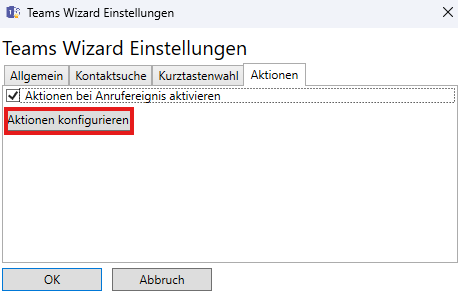 Teams Wizard Einstellungen
Teams Wizard Einstellungen
Allgemein Kontaktsuche Kurztastenwahl Aktionen
Aktionen bei Anrufereignis aktivieren
Aktionen konfigurieren
OK Abbruch